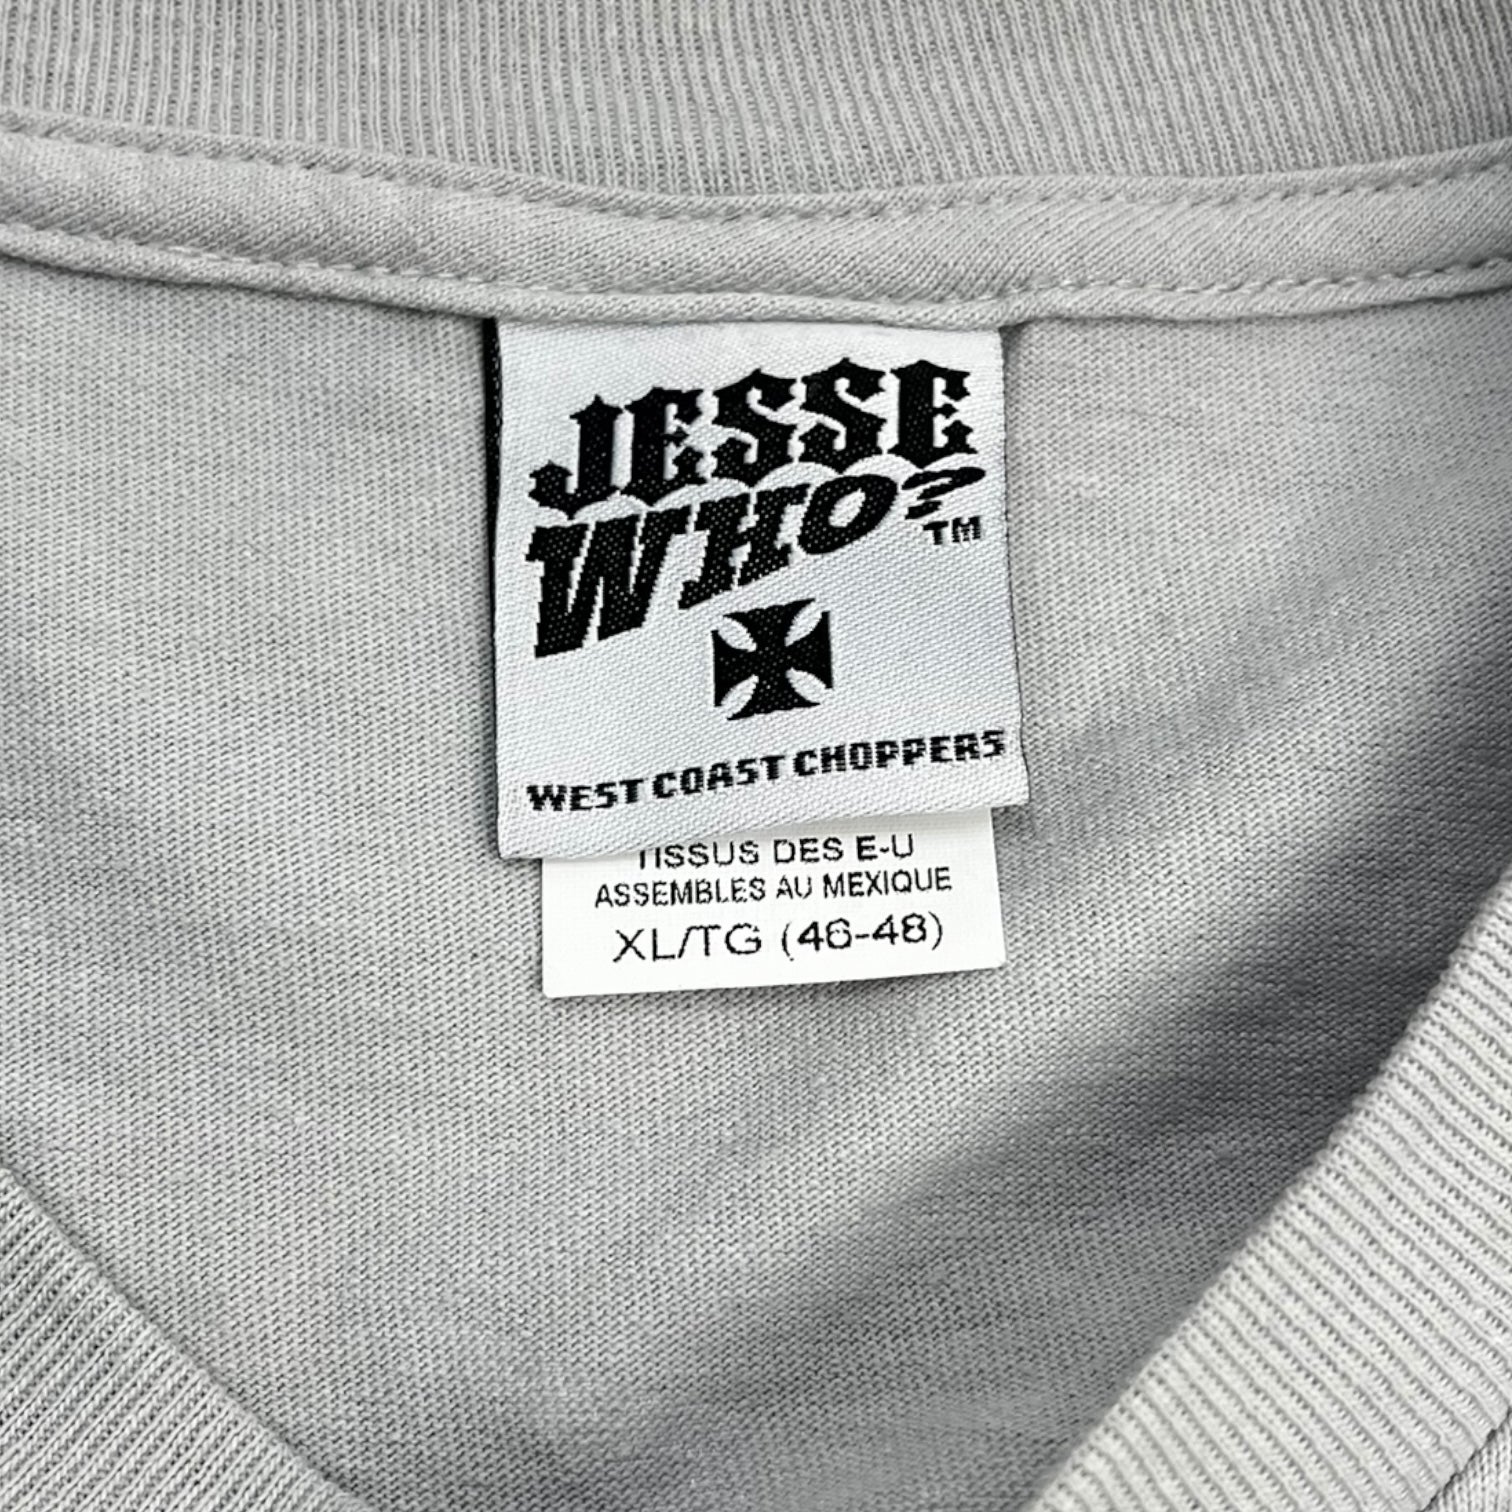 JESSE
WHO?
TM
WEST COAST CHOPPERS
TISSUS DES E-U
ASSEMBLES AU MEXIQUE
XL/TG (46-48)